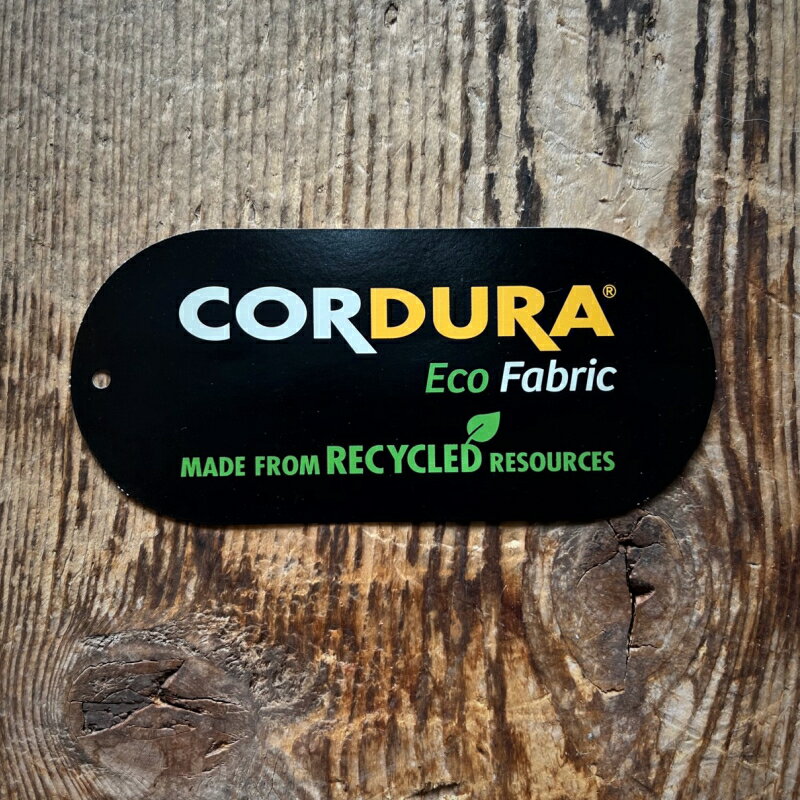 CORDURA®
Eco Fabric
MADE FROM RECYCLED RESOURCES